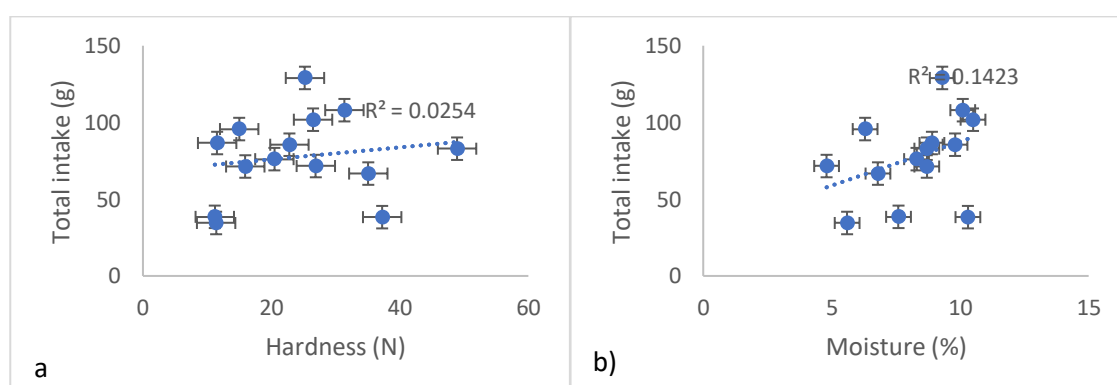 150
100
50
0
Total intake (g)
R² = 0.0254
0
20
40
60
Hardness (N)
a
150
100
50
0
Total intake (g)
R² = 0.1423
0
5
10
15
Moisture (%)
b)